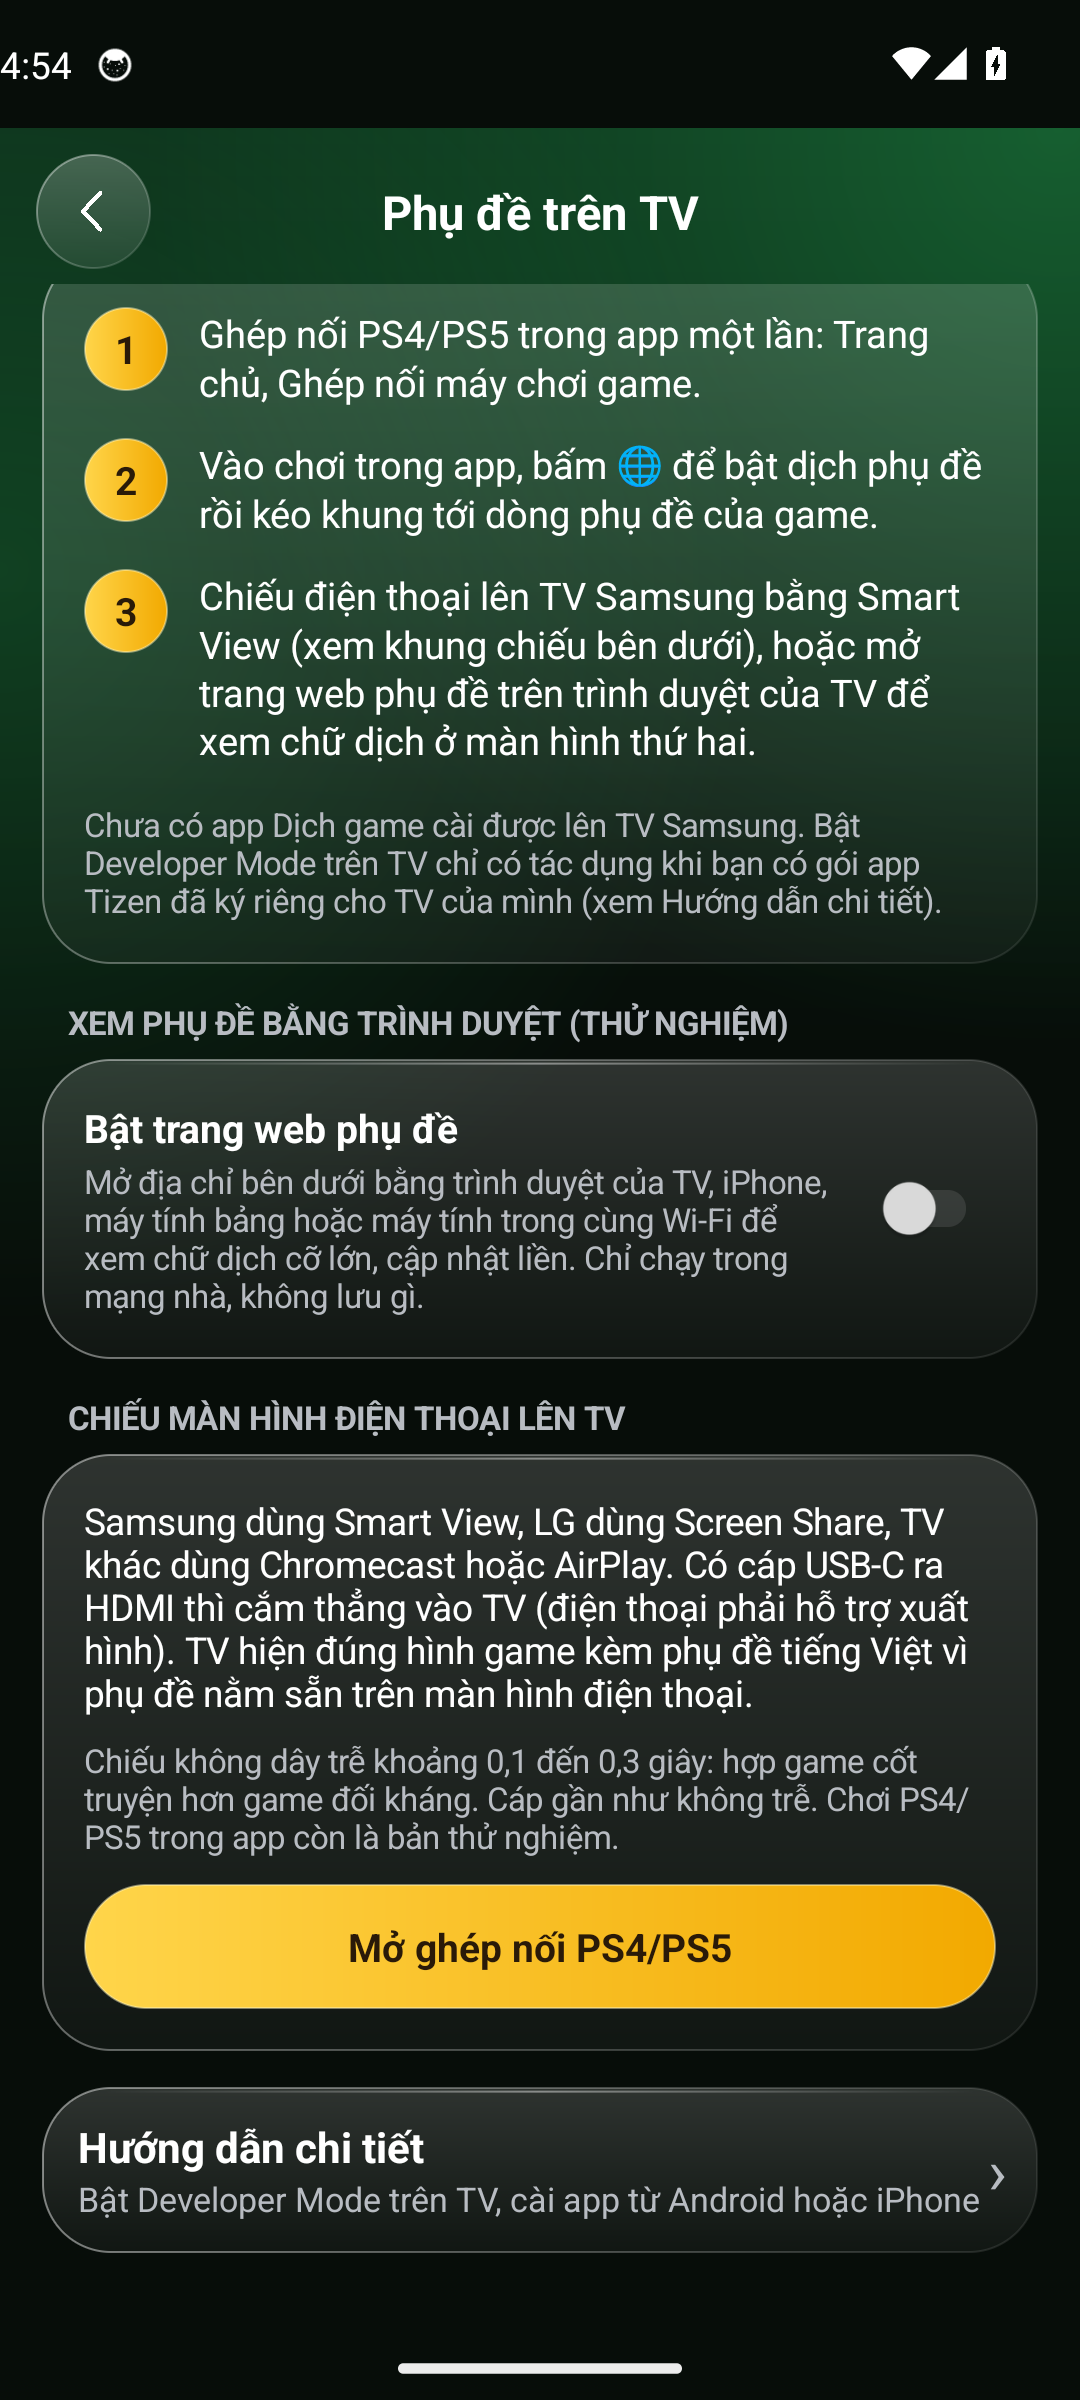 4:54
Phụ đề trên TV
1
Ghép nối PS4/PS5 trong app một lần: Trang
chủ, Ghép nối máy chơi game.
2
Vào chơi trong app, bấm 🌐 để bật dịch phụ đề
rồi kéo khung tới dòng phụ đề của game.
3
Chiếu điện thoại lên TV Samsung bằng Smart
View (xem khung chiếu bên dưới), hoặc mở
trang web phụ đề trên trình duyệt của TV để
xem chữ dịch ở màn hình thứ hai.
Chưa có app Dịch game cài được lên TV Samsung. Bật
Developer Mode trên TV chỉ có tác dụng khi bạn có gói app
Tizen đã ký riêng cho TV của mình (xem Hướng dẫn chi tiết).
XEM PHỤ ĐỀ BẰNG TRÌNH DUYỆT (THỬ NGHIỆM)
Bật trang web phụ đề
Mở địa chỉ bên dưới bằng trình duyệt của TV, iPhone,
máy tính bảng hoặc máy tính trong cùng Wi-Fi để
xem chữ dịch cỡ lớn, cập nhật liền. Chỉ chạy trong
mạng nhà, không lưu gì.
CHIẾU MÀN HÌNH ĐIỆN THOẠI LÊN TV
Samsung dùng Smart View, LG dùng Screen Share, TV
khác dùng Chromecast hoặc AirPlay. Có cáp USB-C ra
HDMI thì cắm thẳng vào TV (điện thoại phải hỗ trợ xuất
hình). TV hiện đúng hình game kèm phụ đề tiếng Việt vì
phụ đề nằm sẵn trên màn hình điện thoại.
Chiếu không dây trễ khoảng 0,1 đến 0,3 giây: hợp game cốt
truyện hơn game đối kháng. Cáp gần như không trễ. Chơi PS4/
PS5 trong app còn là bản thử nghiệm.
Mở ghép nối PS4/PS5
Hướng dẫn chi tiết
Bật Developer Mode trên TV, cài app từ Android hoặc iPhone